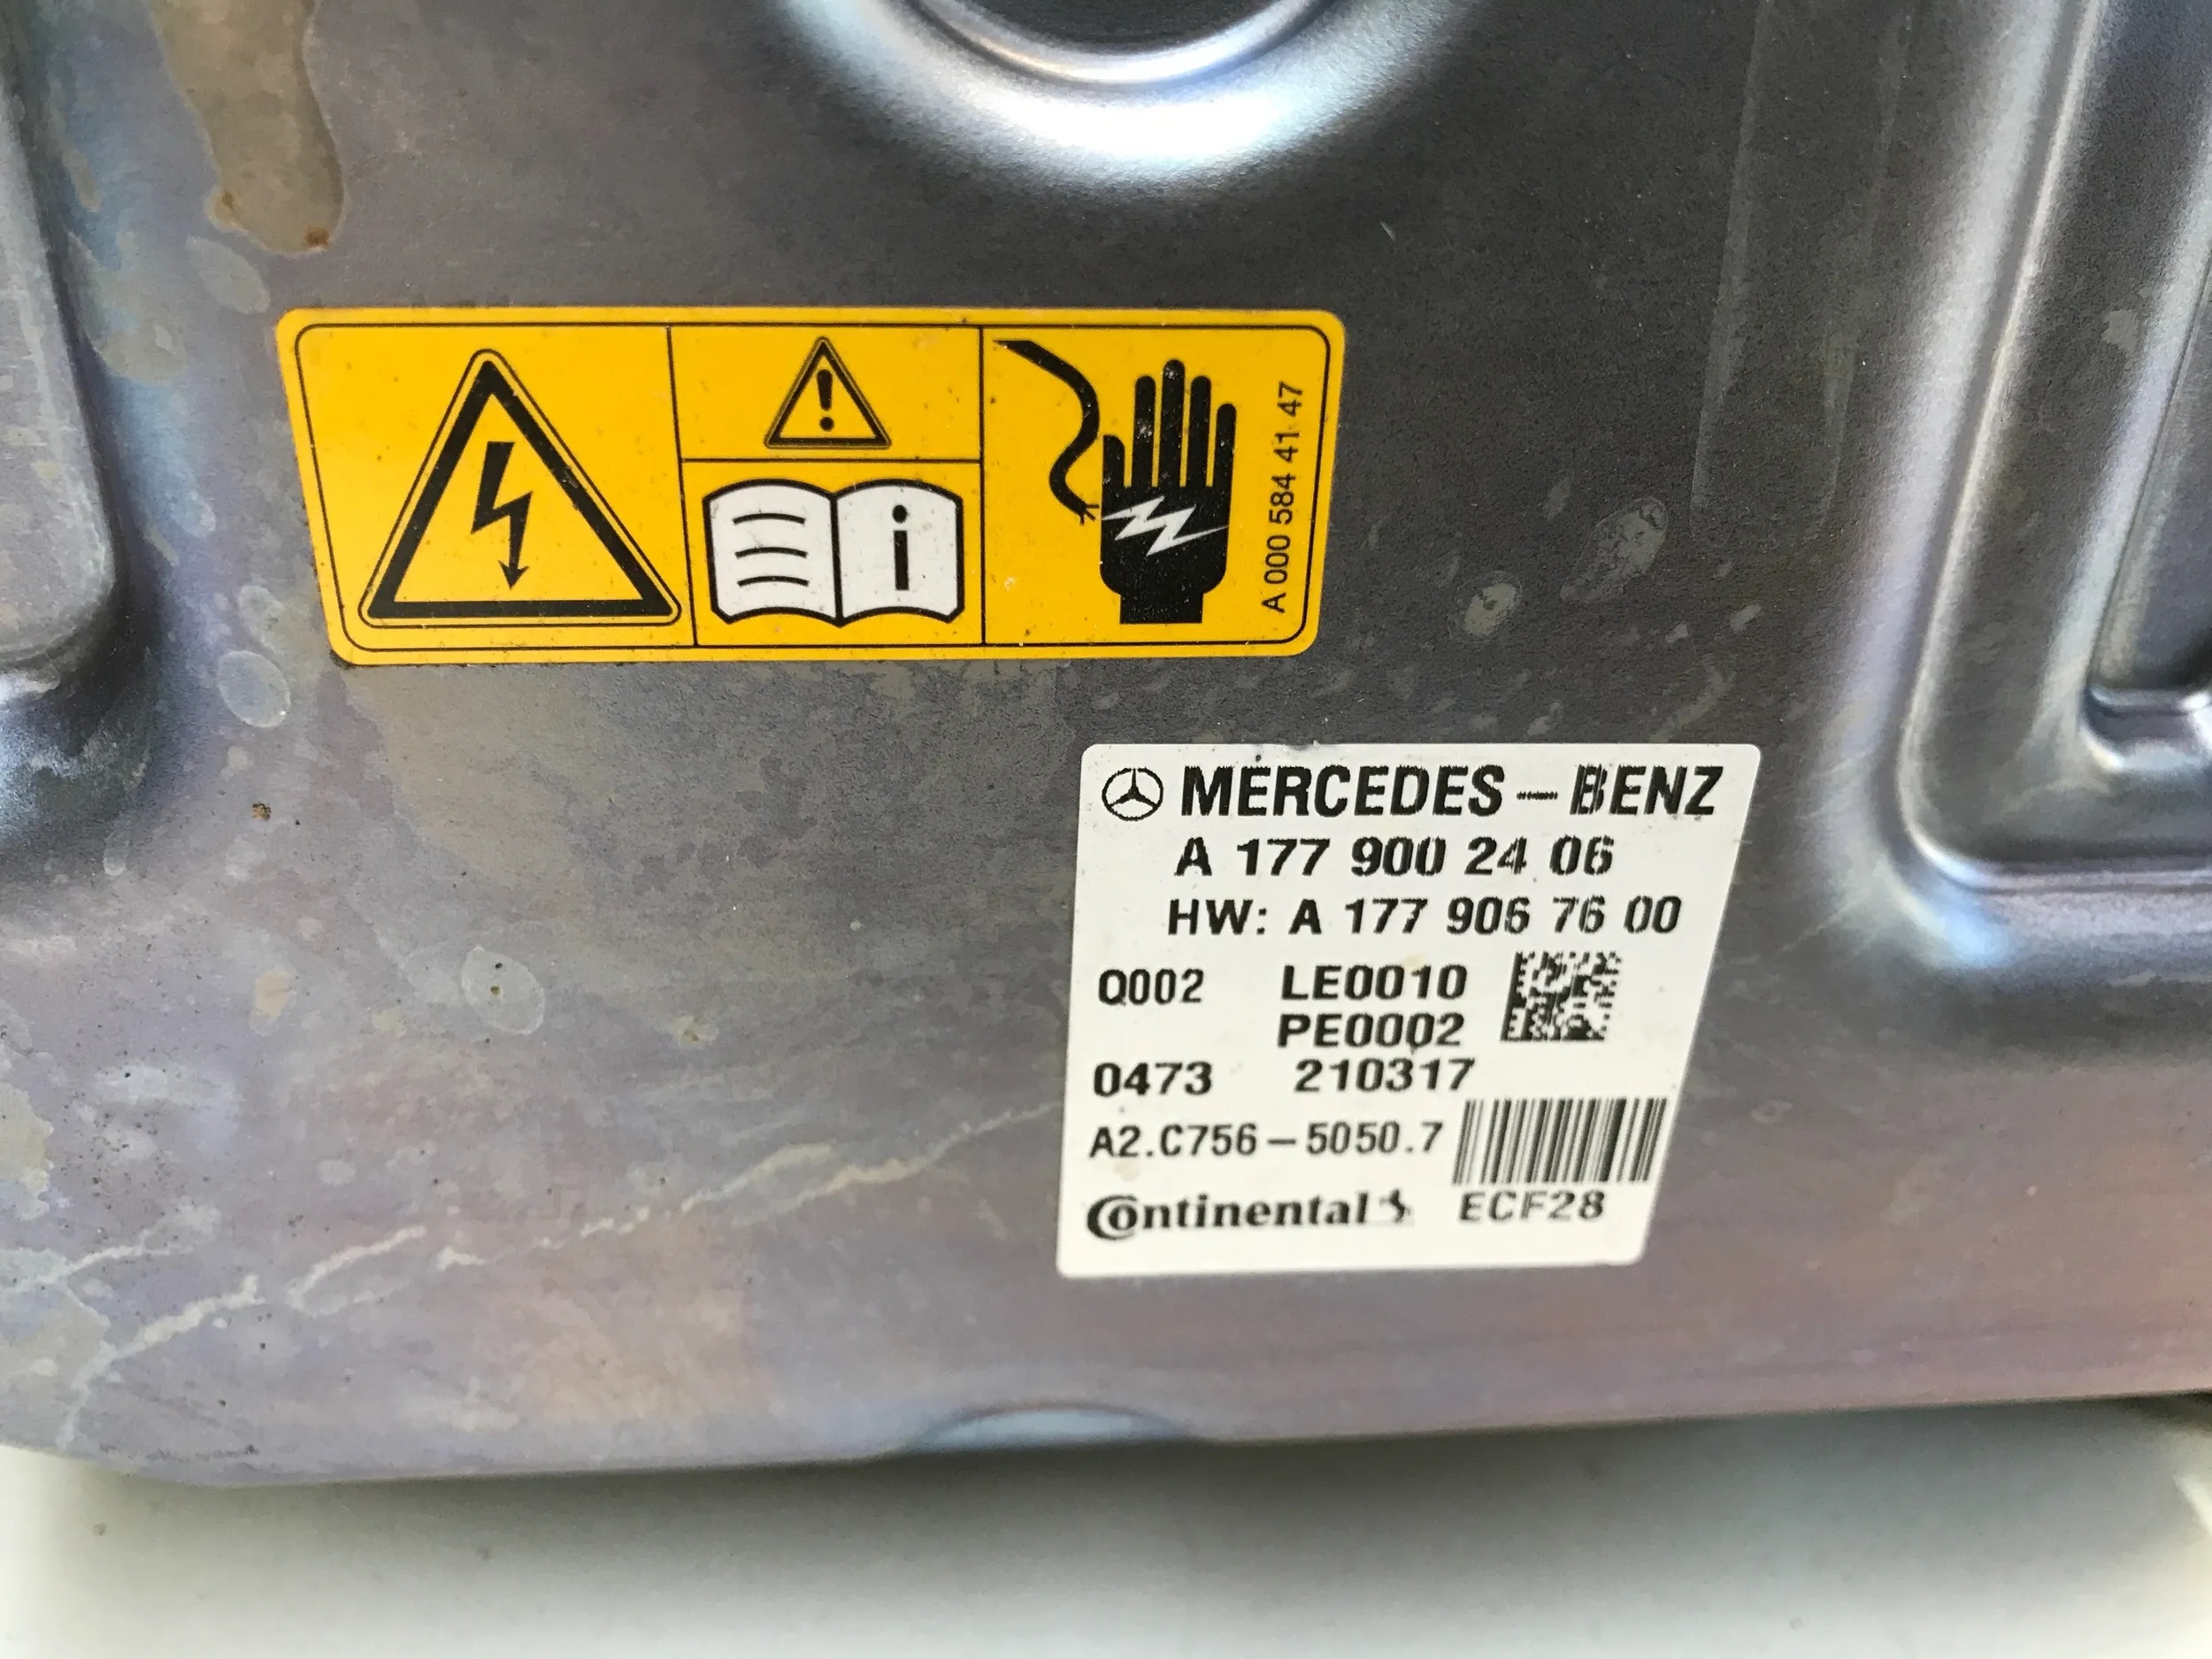 A 000 584 41 47
i
MERCEDES-BENZ
A 177 900 24 06
HW: A 177 906 76 00
Q002 LE0010
PE0002
0473 210317
A2.C756-5050.7
Continental ECF28